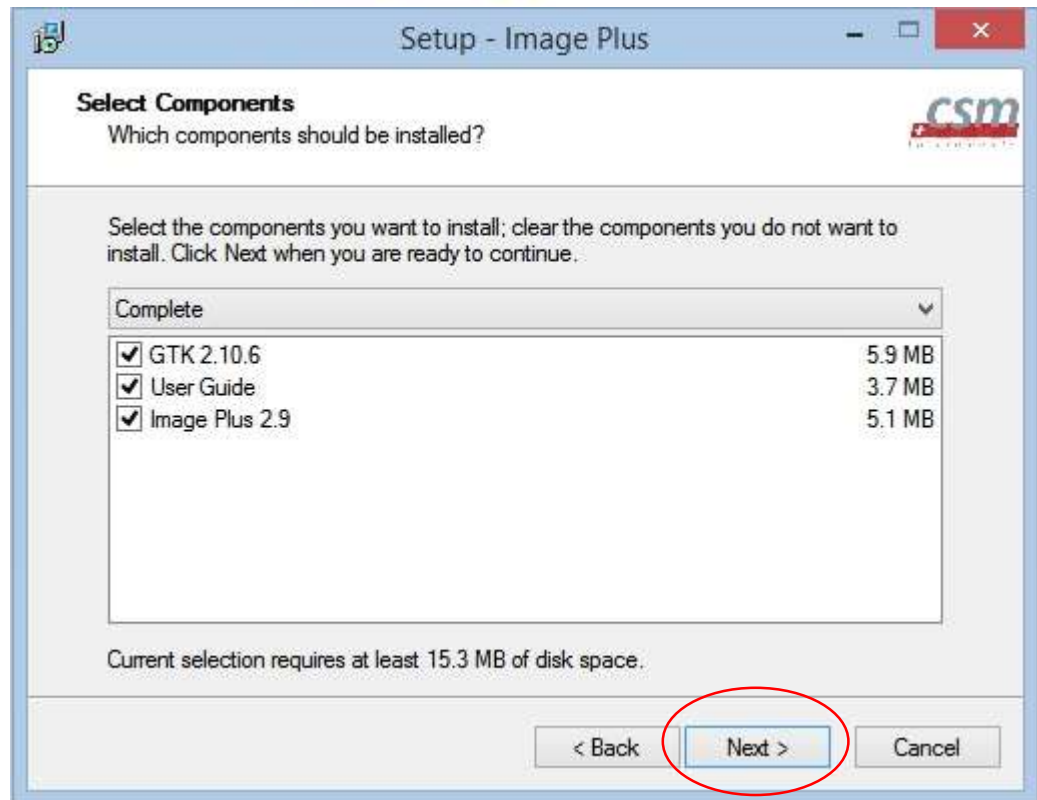 Setup - Image Plus
Select Components
Which components should be installed?
csm
Select the components you want to install; clear the components you do not want to
install. Click Next when you are ready to continue.
Complete
GTK 2.10.6 5.9 MB
User Guide 3.7 MB
Image Plus 2.9 5.1 MB
Current selection requires at least 15.3 MB of disk space.
< Back Next > Cancel